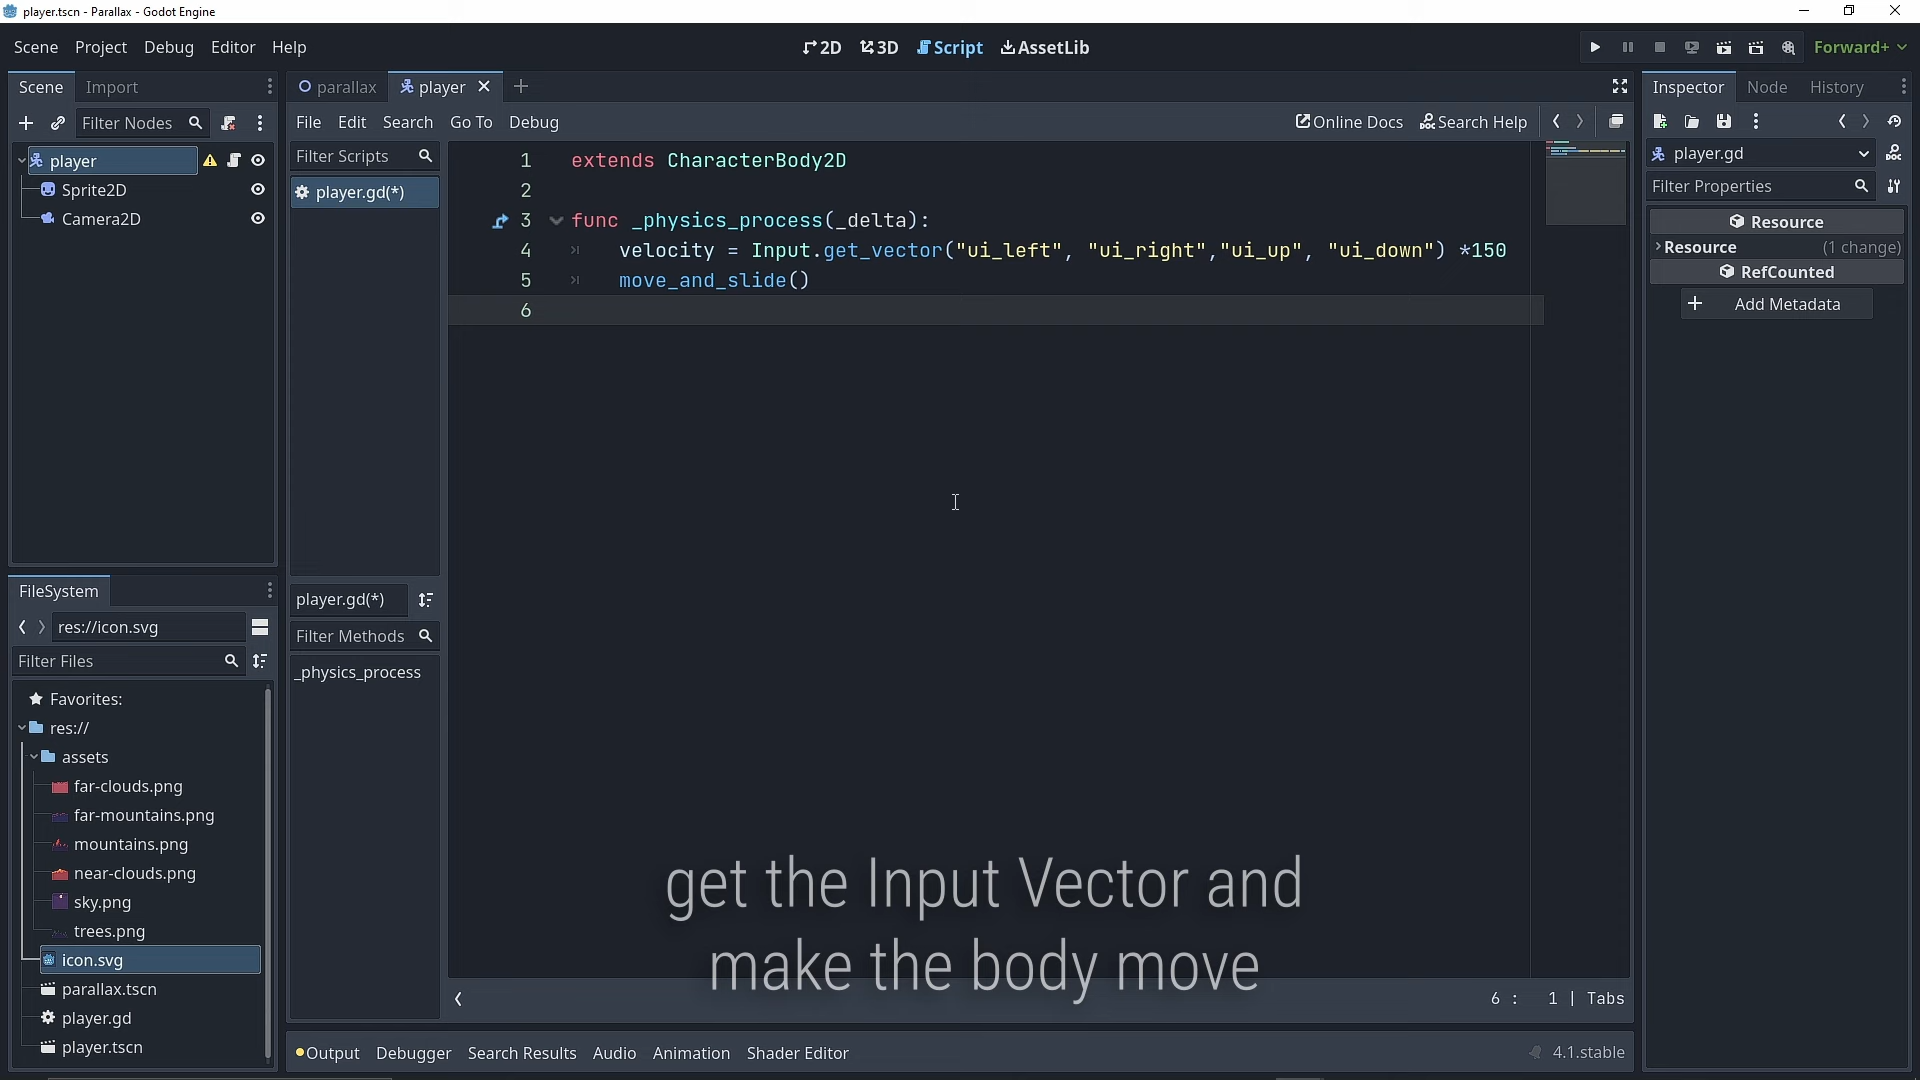 player.tscn - Parallax - Godot Engine
Scene Project Debug Editor Help
2D 3D Script AssetLib
Forward+
Scene Import
parallax player
Inspector Node History
Filter Nodes
File Edit Search Go To Debug
Online Docs Search Help
player
Sprite2D
Camera2D
Filter Scripts
player.gd(*)
1 extends CharacterBody2D
2
3 func _physics_process(_delta):
4 velocity = Input.get_vector("ui_left", "ui_right","ui_up", "ui_down") *150
5 move_and_slide()
6
player.gd
Filter Properties
Resource
Resource (1 change)
RefCounted
Add Metadata
FileSystem
res://icon.svg
Filter Files
Favorites:
res://
assets
far-clouds.png
far-mountains.png
mountains.png
near-clouds.png
sky.png
trees.png
icon.svg
parallax.tscn
player.gd
player.tscn
player.gd(*)
Filter Methods
_physics_process
get the Input Vector and
make the body move
6 : 1 | Tabs
Output Debugger Search Results Audio Animation Shader Editor
4.1.stable